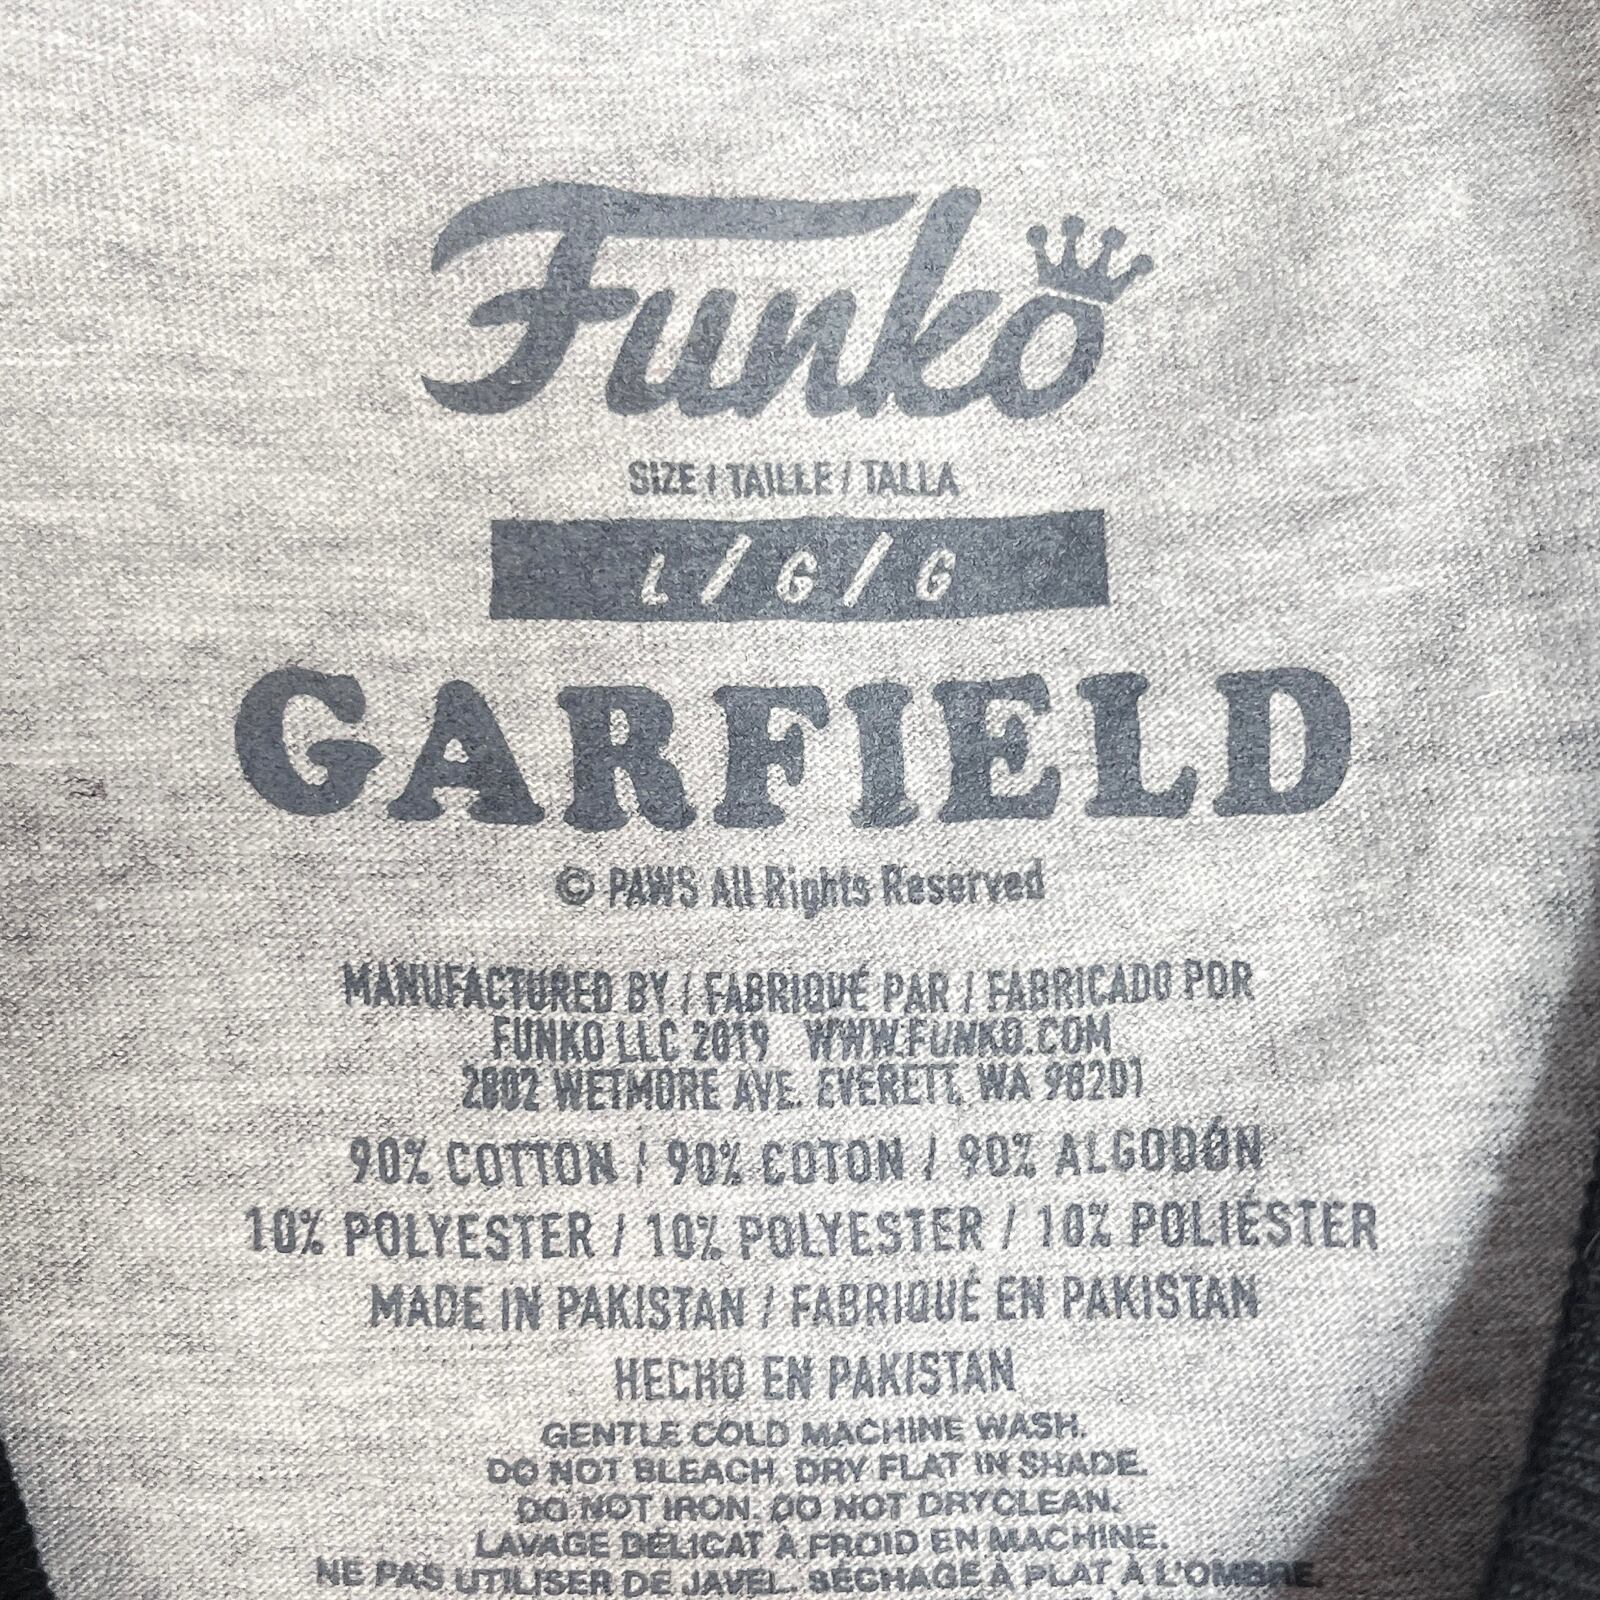 Funko
SIZE / TAILLE / TALLA
L / G / G
GARFIELD
© PAWS All Rights Reserved
MANUFACTURED BY / FABRIQUÉ PAR / FABRICADO POR
FUNKO LLC 2019 WWW.FUNKO.COM
2802 WETMORE AVE. EVERETT, WA 98201
90% COTTON / 90% COTON / 90% ALGODÓN
10% POLYESTER / 10% POLYESTER / 10% POLIÉSTER
MADE IN PAKISTAN / FABRIQUÉ EN PAKISTAN
HECHO EN PAKISTAN
GENTLE COLD MACHINE WASH.
DO NOT BLEACH. DRY FLAT IN SHADE.
DO NOT IRON. DO NOT DRYCLEAN.
LAVAGE DÉLICAT À FROID EN MACHINE.
NE PAS UTILISER DE JAVEL. SÉCHAGE À PLAT À L'OMBRE.